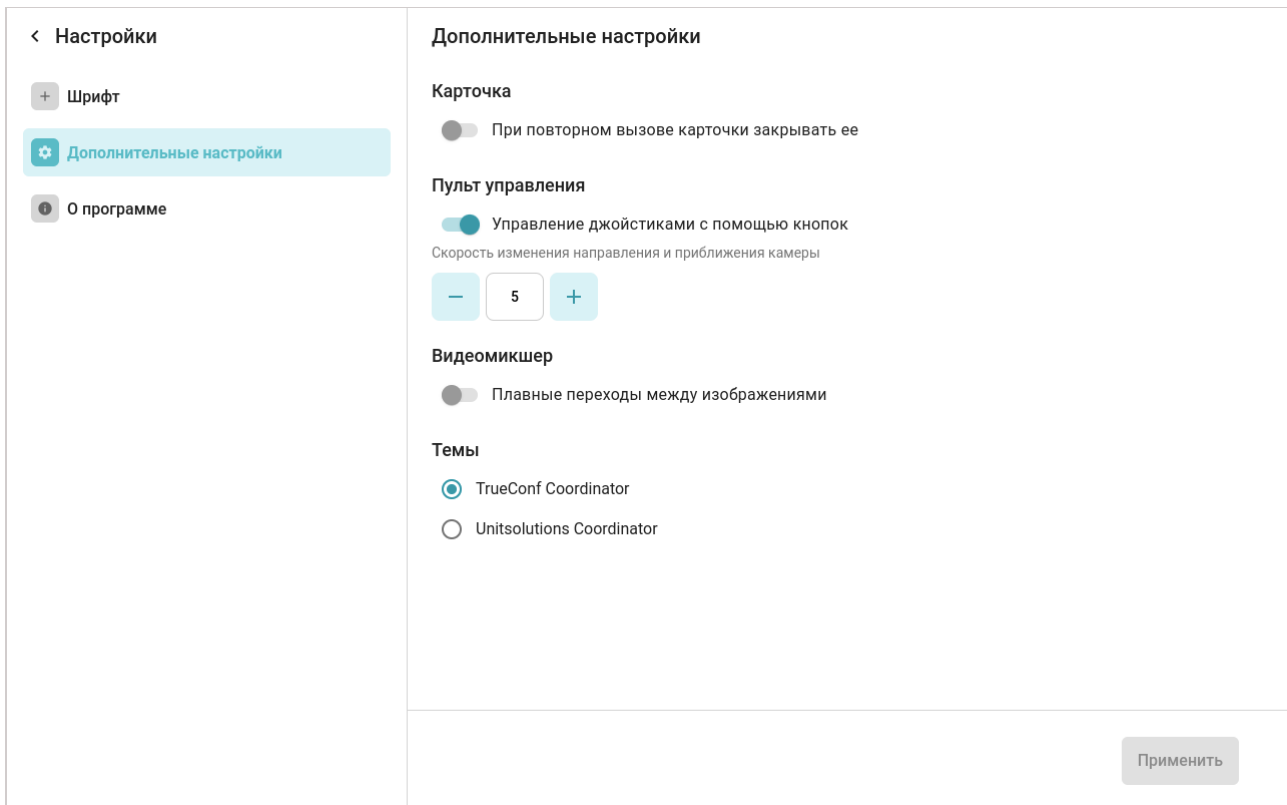 Настройки
Шрифт
Дополнительные настройки
О программе
Дополнительные настройки
Карточка
При повторном вызове карточки закрывать ее
Пульт управления
Управление джойстиками с помощью кнопок
Скорость изменения направления и приближения камеры
5
Видеомикшер
Плавные переходы между изображениями
Темы
TrueConf Coordinator
Unitsolutions Coordinator
Применить